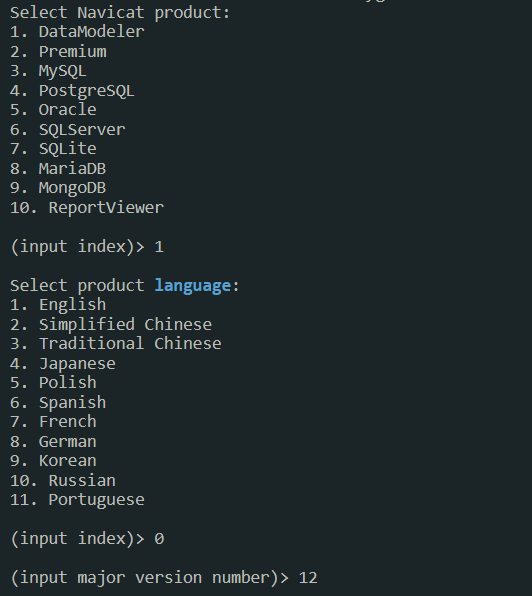 Select Navicat product:
1. DataModeler
2. Premium
3. MySQL
4. PostgreSQL
5. Oracle
6. SQLServer
7. SQLite
8. MariaDB
9. MongoDB
10. ReportViewer
(input index)> 1
Select product language:
1. English
2. Simplified Chinese
3. Traditional Chinese
4. Japanese
5. Polish
6. Spanish
7. French
8. German
9. Korean
10. Russian
11. Portuguese
(input index)> 0
(input major version number)> 12